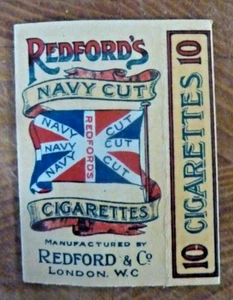 REDFORD'S
NAVY CUT
NAVY CUT
NAVY REDFORDS CUT
NAVY CUT
CIGARETTES
MANUFACTURED BY
REDFORD & Co
LONDON. W.C
10 CIGARETTES 10